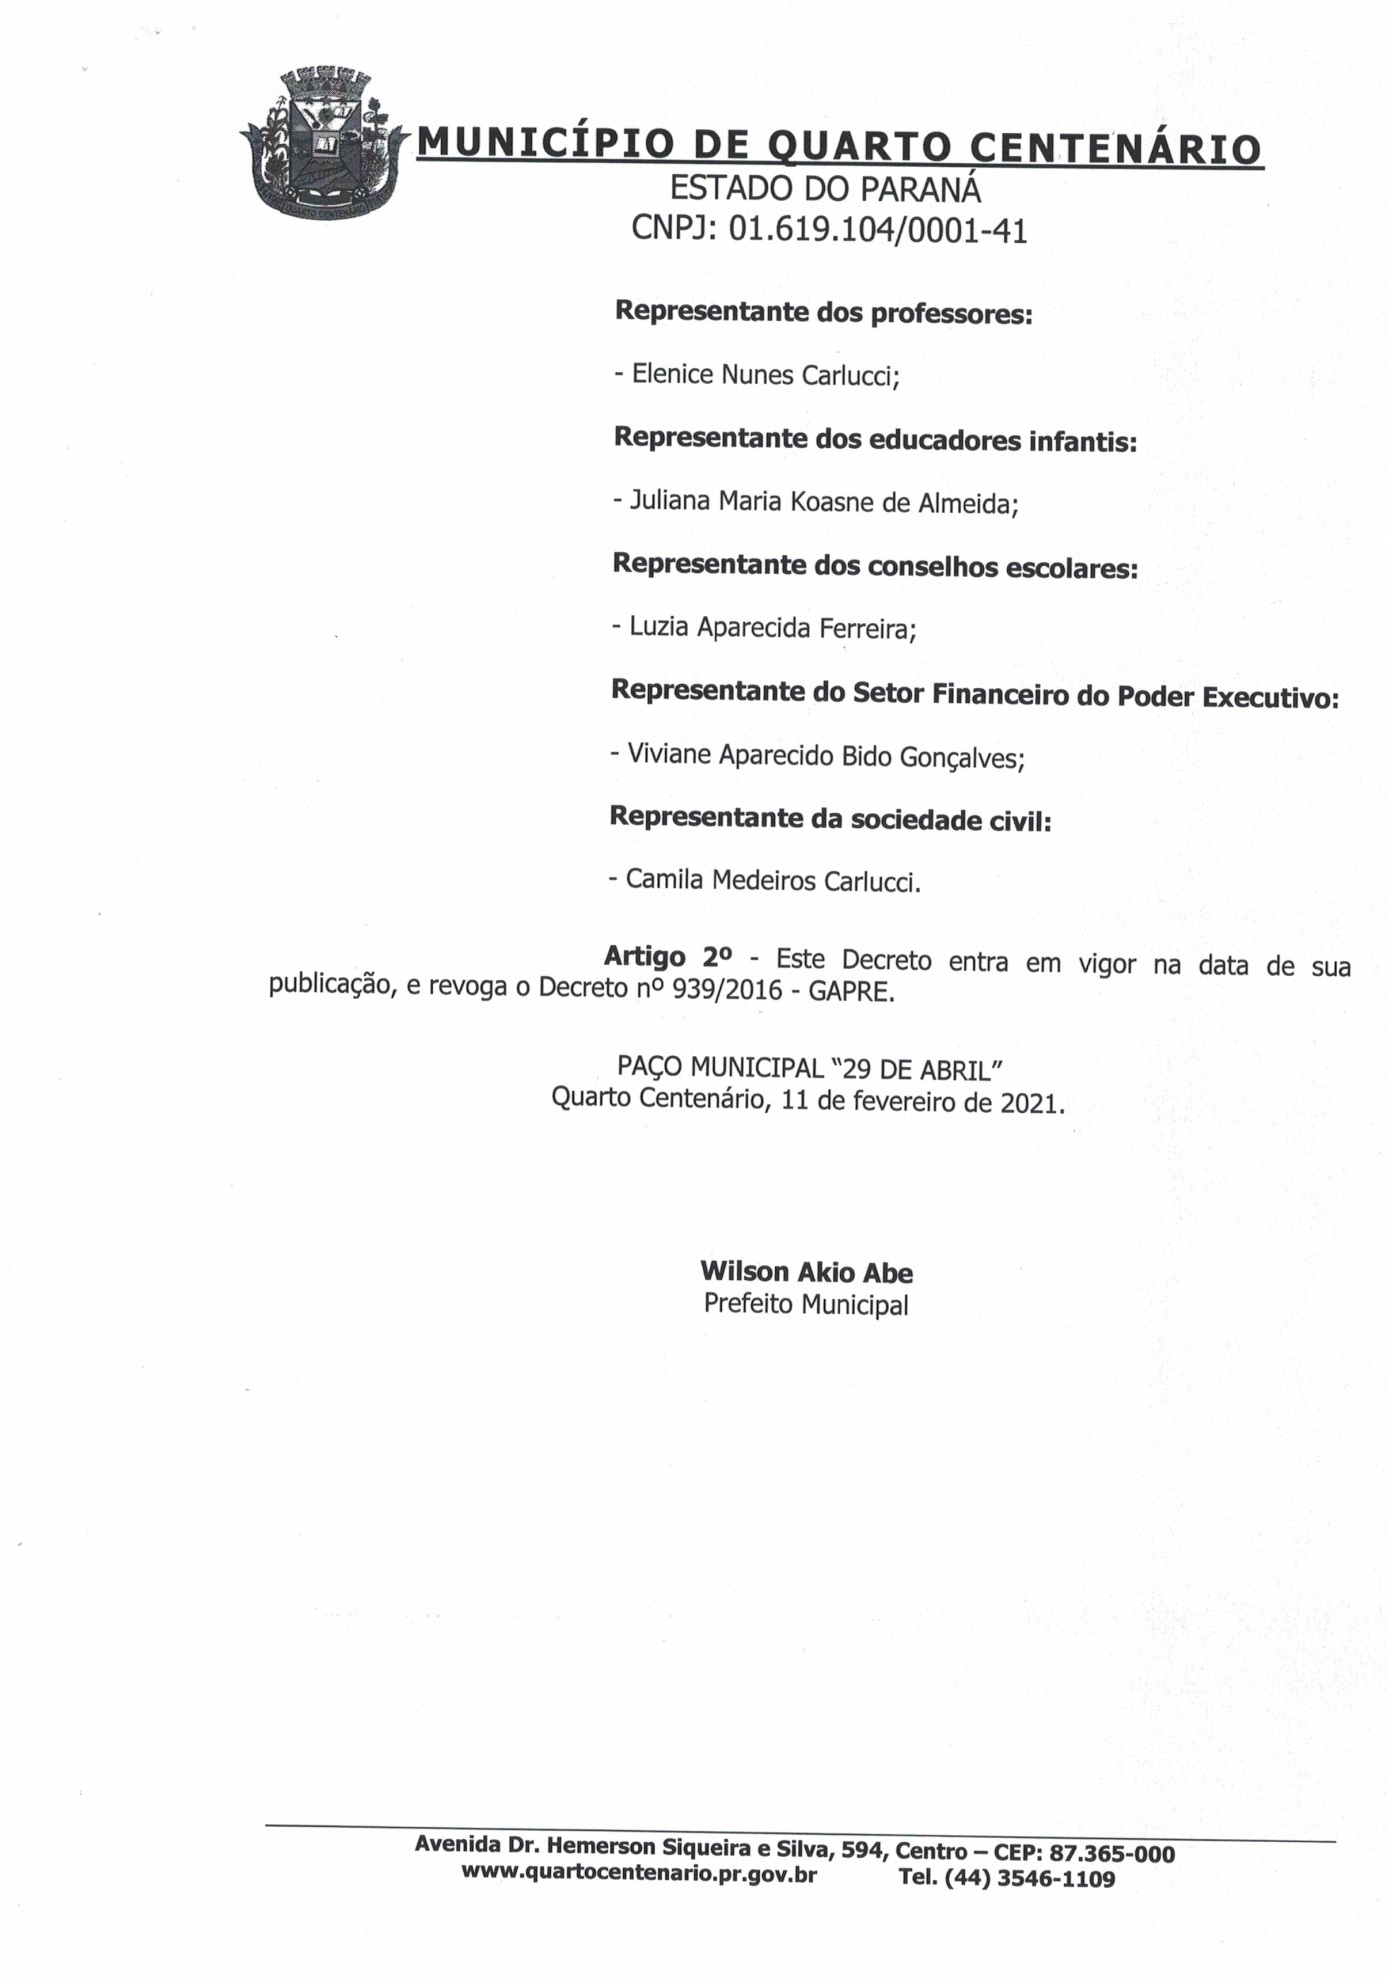 MUNICÍPIO DE QUARTO CENTENÁRIO
ESTADO DO PARANÁ
CNPJ: 01.619.104/0001-41
Representante dos professores:
- Elenice Nunes Carlucci;
Representante dos educadores infantis:
- Juliana Maria Koasne de Almeida;
Representante dos conselhos escolares:
- Luzia Aparecida Ferreira;
Representante do Setor Financeiro do Poder Executivo:
- Viviane Aparecido Bido Gonçalves;
Representante da sociedade civil:
- Camila Medeiros Carlucci.
Artigo 2º - Este Decreto entra em vigor na data de sua
publicação, e revoga o Decreto nº 939/2016 - GAPRE.
PAÇO MUNICIPAL "29 DE ABRIL"
Quarto Centenário, 11 de fevereiro de 2021.
Wilson Akio Abe
Prefeito Municipal
Avenida Dr. Hemerson Siqueira e Silva, 594, Centro – CEP: 87.365-000
www.quartocentenario.pr.gov.br Tel. (44) 3546-1109